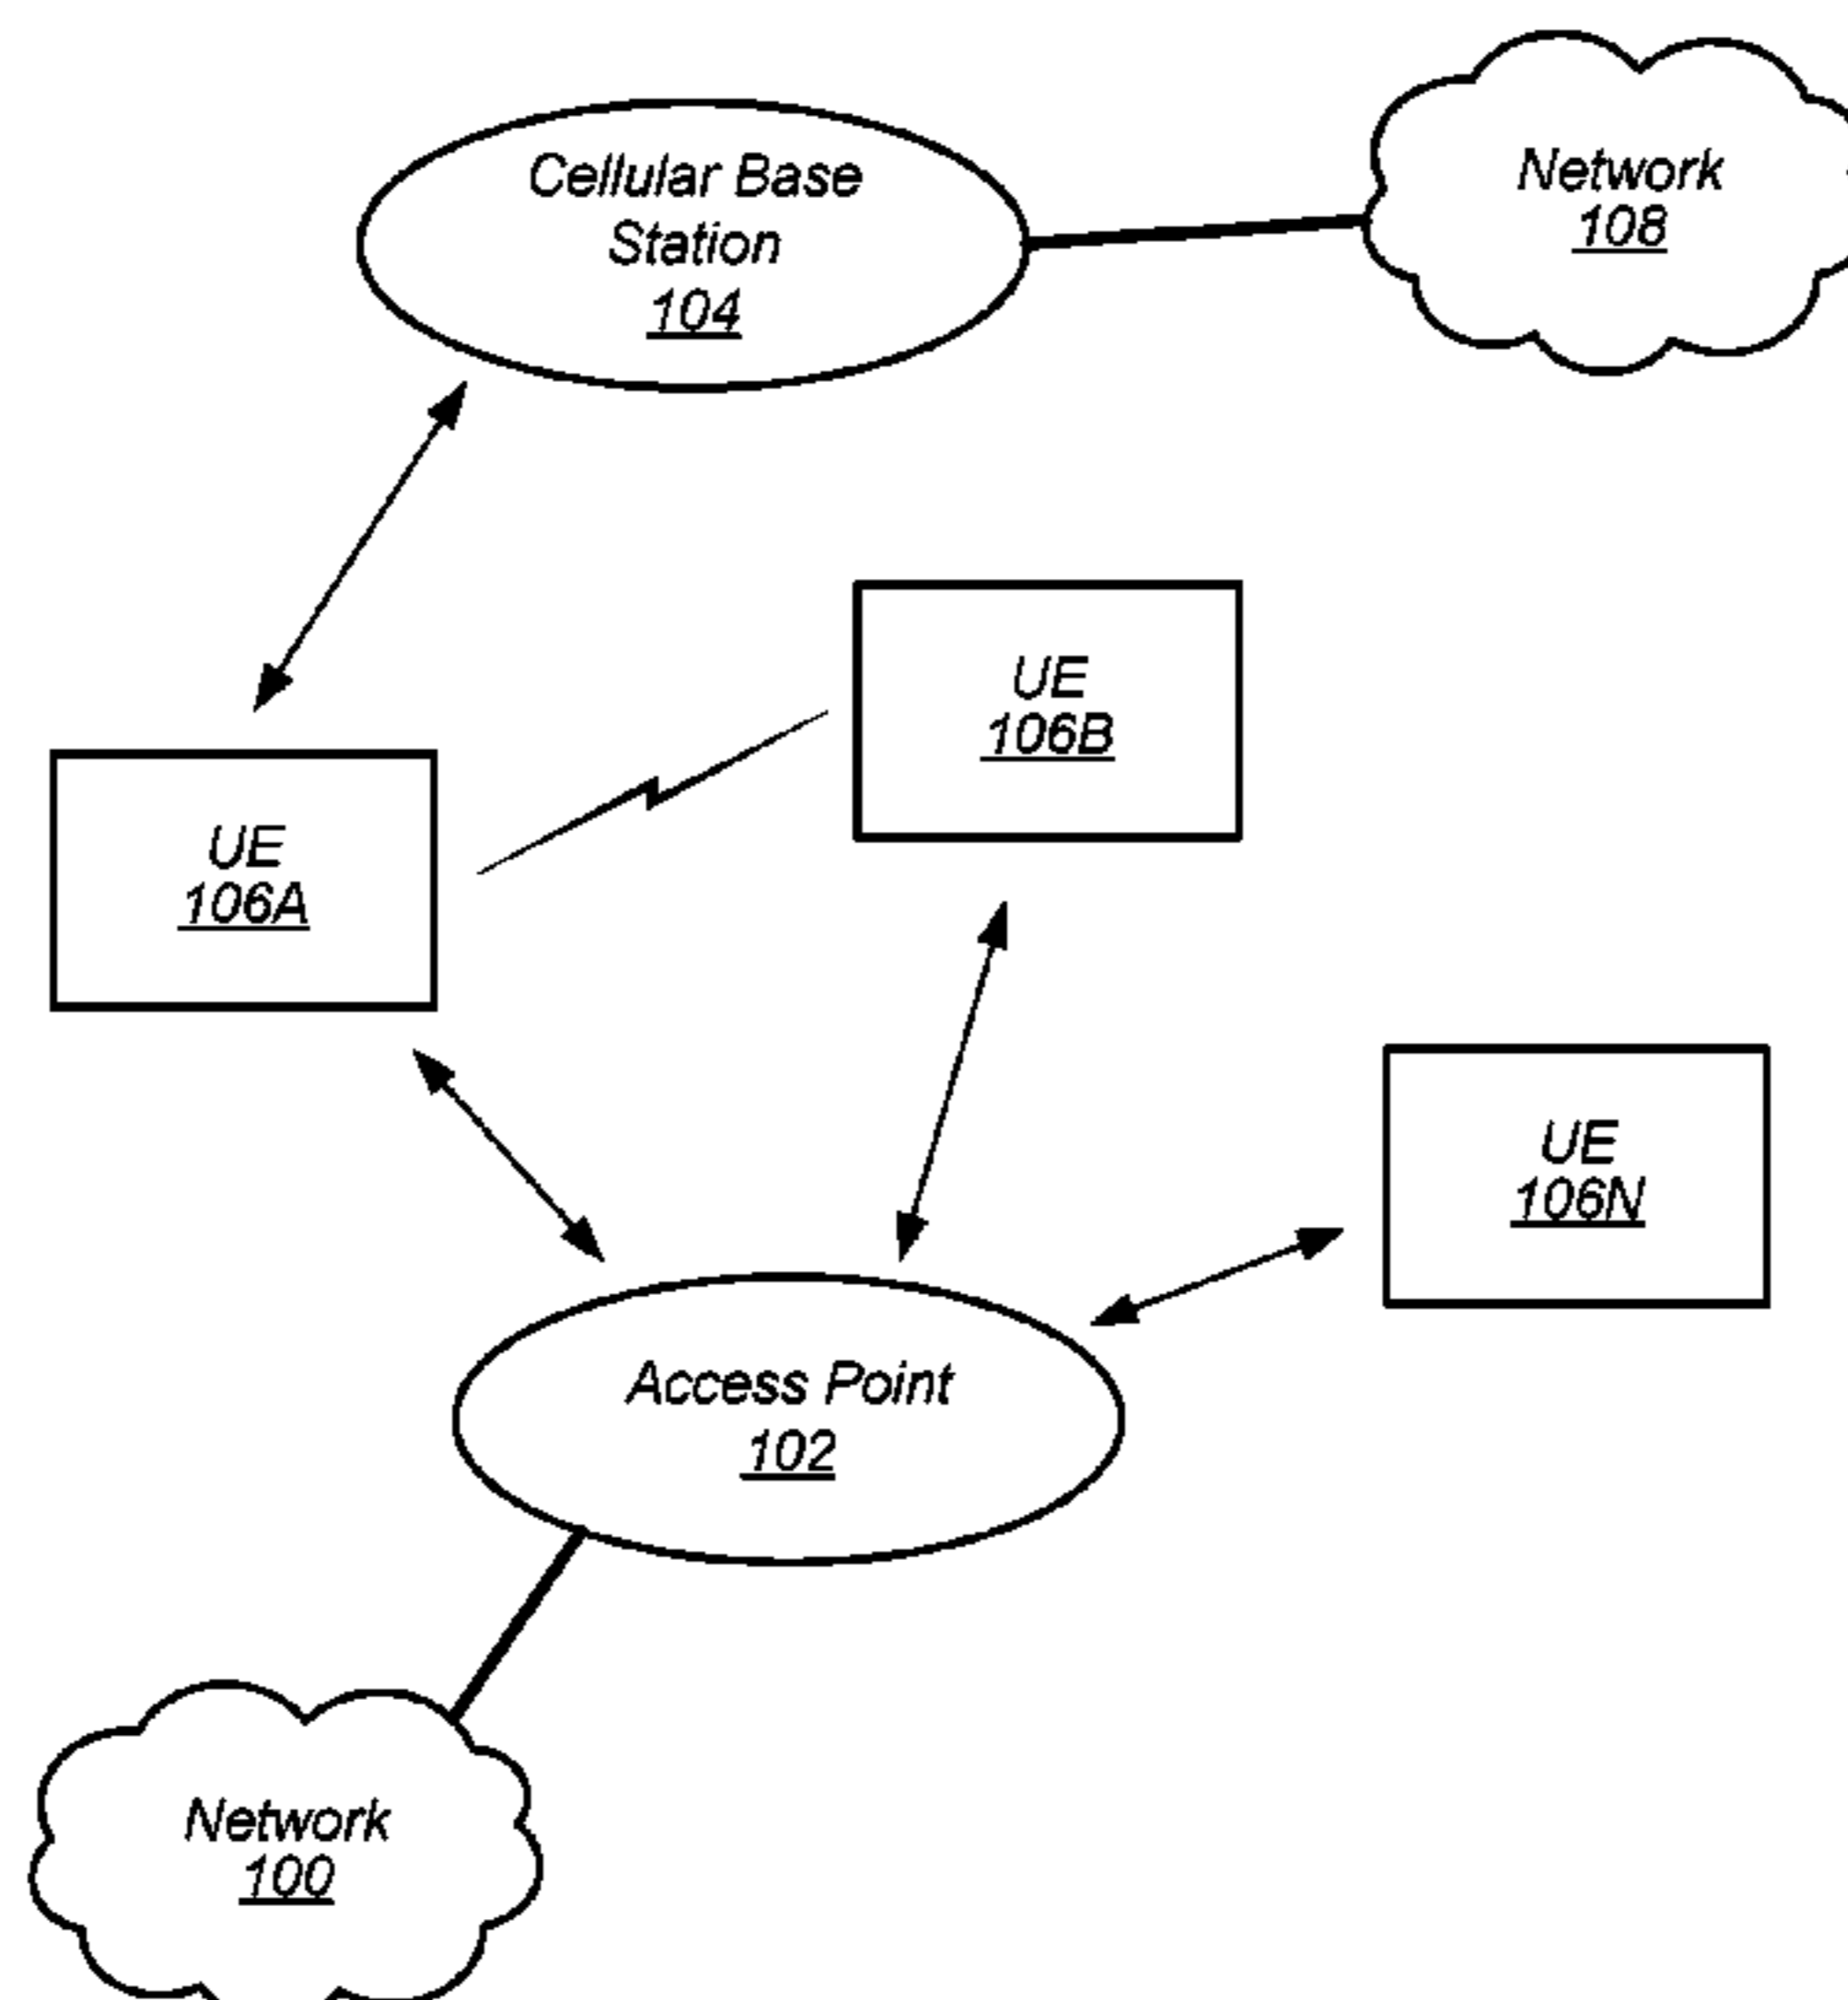 Cellular Base
Station
104
Network
108
UE
106B
UE
106A
UE
106N
Access Point
102
Network
100